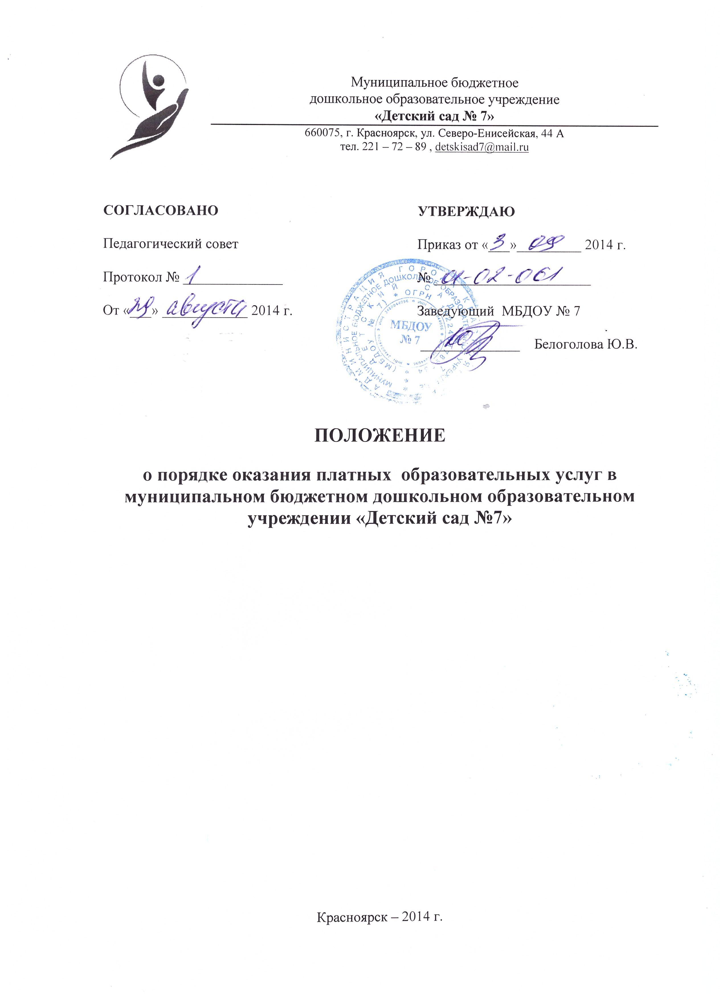 Муниципальное бюджетное
дошкольное образовательное учреждение
«Детский сад № 7»
660075, г. Красноярск, ул. Северо-Енисейская, 44 А
тел. 221 – 72 – 89 , detskisad7@mail.ru
СОГЛАСОВАНО
Педагогический совет
Протокол № 1
От «29» августа 2014 г.
УТВЕРЖДАЮ
Приказ от «3» 09 2014 г.
№ 01-02-061
Заведующий МБДОУ № 7
Белоголова Ю.В.
МБДОУ
№ 7
ПОЛОЖЕНИЕ
о порядке оказания платных образовательных услуг в
муниципальном бюджетном дошкольном образовательном
учреждении «Детский сад №7»
Красноярск – 2014 г.